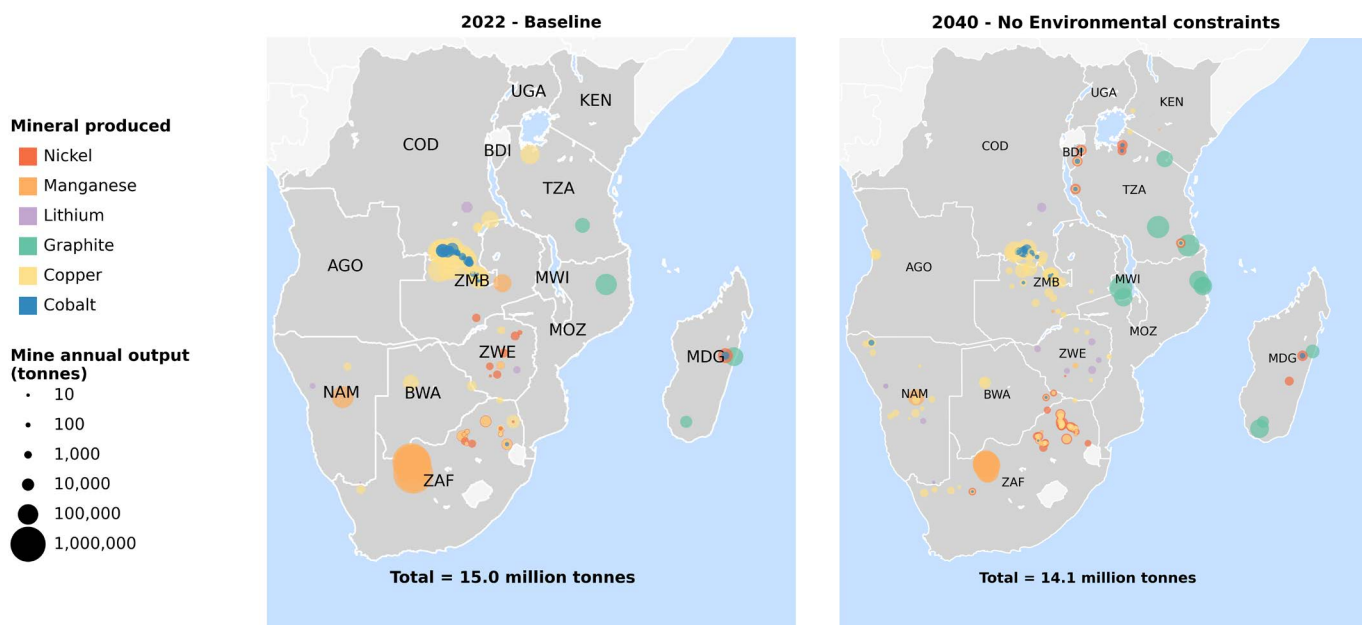 2022 - Baseline
2040 - No Environmental constraints
Mineral produced
Nickel
Manganese
Lithium
Graphite
Copper
Cobalt
Mine annual output
(tonnes)
10
100
1,000
10,000
100,000
1,000,000
UGA
KEN
COD
BDI
TZA
AGO
ZMB
MWI
MOZ
ZWE
MDG
NAM
BWA
ZAF
Total = 15.0 million tonnes
UGA
KEN
COD
BDI
TZA
AGO
ZMB
MWI
MOZ
ZWE
MDG
NAM
BWA
ZAF
Total = 14.1 million tonnes